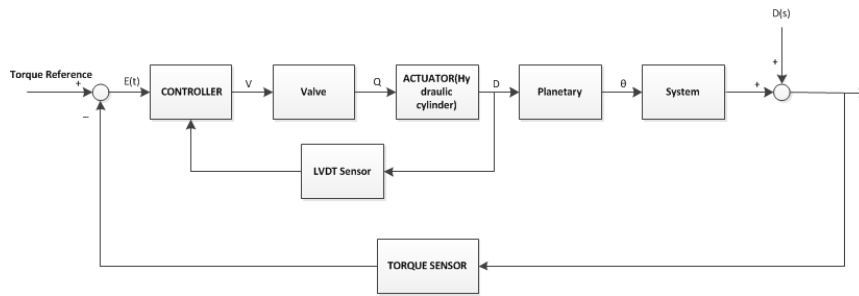 D(s)
Torque Reference
+
E(t)
CONTROLLER
V
Valve
Q
ACTUATOR(Hy
draulic
cylinder)
D
Planetary
θ
System
+
+
–
LVDT Sensor
TORQUE SENSOR